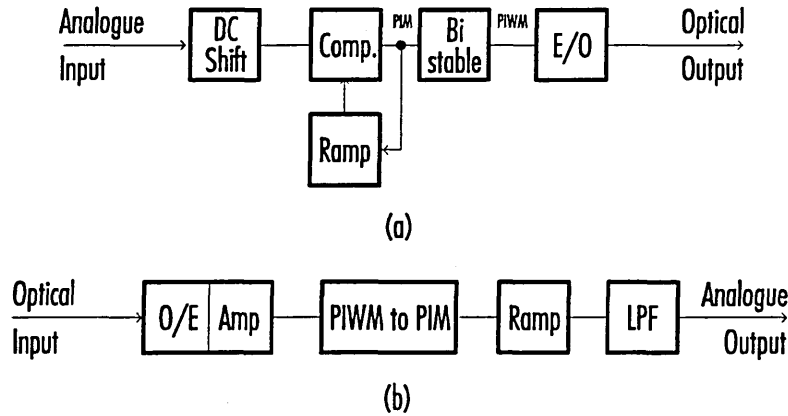 Analogue
Input
DC
Shift
Comp.
PIM
Bi
stable
PIWM
E/O
Optical
Output
Ramp
(a)
Optical
Input
O/E
Amp
PIWM to PIM
Ramp
LPF
Analogue
Output
(b)